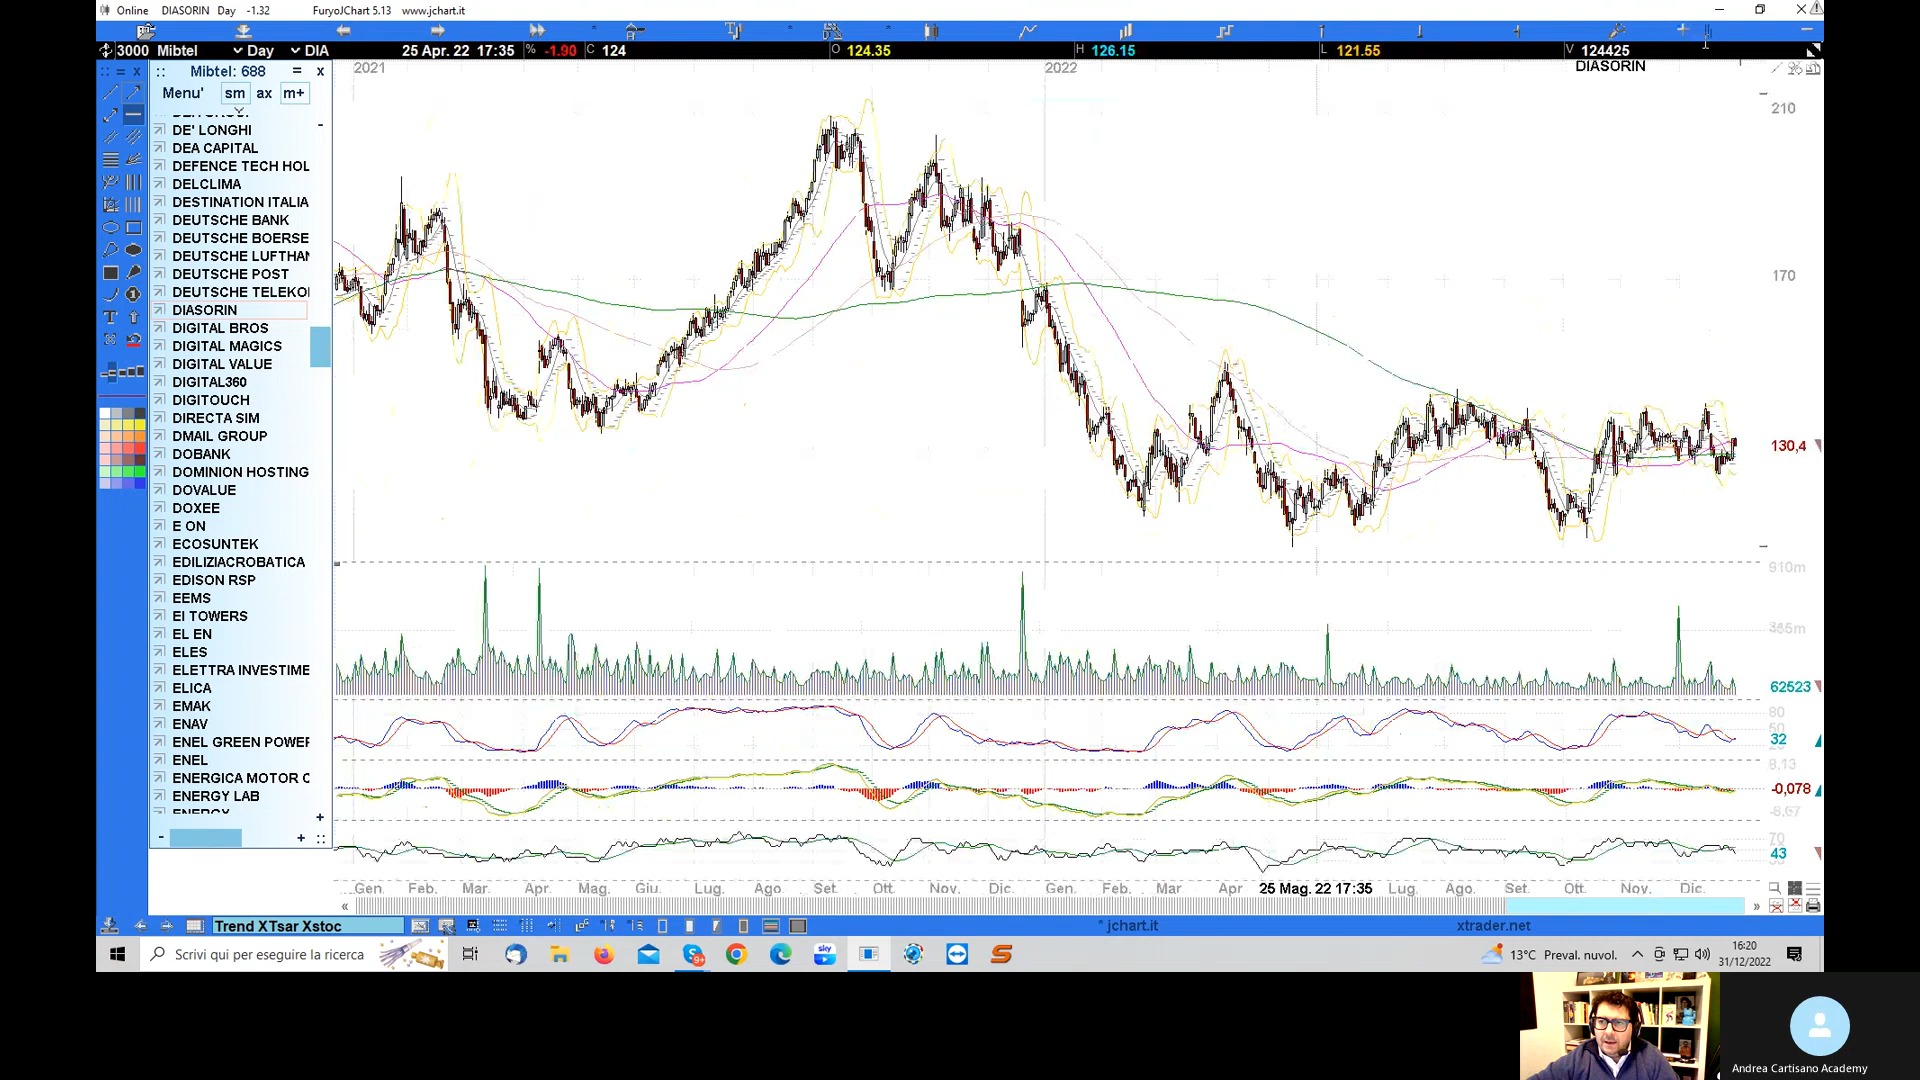 Online DIASORIN Day -1.32 FuryoJChart 5.13 www.jchart.it
3000 Mibtel Day DIA 25 Apr. 22 17:35 % -1.90 C 124 O 124.35 H 126.15 L 121.55 V 124425
Mibtel: 688 = x
Menu' sm ax m+
DE' LONGHI
DEA CAPITAL
DEFENCE TECH HOL
DELCLIMA
DESTINATION ITALIA
DEUTSCHE BANK
DEUTSCHE BOERSE
DEUTSCHE LUFTHAN
DEUTSCHE POST
DEUTSCHE TELEKO
DIASORIN
DIGITAL BROS
DIGITAL MAGICS
DIGITAL VALUE
DIGITAL360
DIGITOUCH
DIRECTA SIM
DMAIL GROUP
DOBANK
DOMINION HOSTING
DOVALUE
DOXEE
E ON
ECOSUNTEK
EDILIZIACROBATICA
EDISON RSP
EEMS
EI TOWERS
EL EN
ELES
ELETTRA INVESTIME
ELICA
EMAK
ENAV
ENEL GREEN POWER
ENEL
ENERGICA MOTOR C
ENERGY LAB
2021 2022
DIASORIN
210
170
130,4
62523
80
32
8,13
-0,078
70
43
Gen. Feb. Mar. Apr. Mag. Giu. Lug. Ago. Set. Ott. Nov. Dic. Gen. Feb. Mar Apr 25 Mag. 22 17:35 Lug. Ago. Set. Ott. Nov. Dic.
Trend XTsar Xstoc
* jchart.it
xtrader.net
Scrivi qui per eseguire la ricerca
sky
13°C Preval. nuvol.
16:20
31/12/2022
Andrea Cartisano Academy